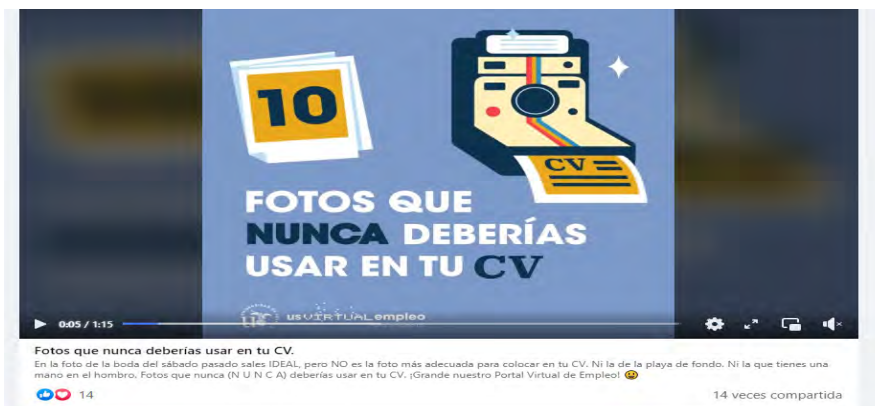 10
CV
FOTOS QUE
NUNCA DEBERÍAS
USAR EN TU CV
us VIRTUAL empleo
0:05 / 1:15
Fotos que nunca deberías usar en tu CV.
En la foto de la boda del sábado pasado sales IDEAL, pero NO es la foto más adecuada para colocar en tu CV. Ni la de la playa de fondo. Ni la que tienes una
mano en el hombro. Fotos que nunca (N U N C A) deberías usar en tu CV. ¡Grande nuestro Portal Virtual de Empleo! 😃
14
14 veces compartida